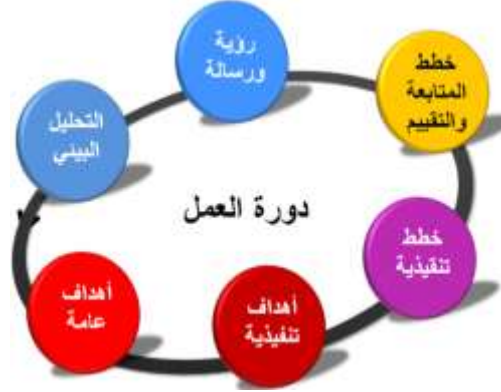 رؤية
ورسالة
خطط
المتابعة
والتقييم
التحليل
البيئي
دورة العمل
خطط
تنفيذية
أهداف
عامة
أهداف
تنفيذية